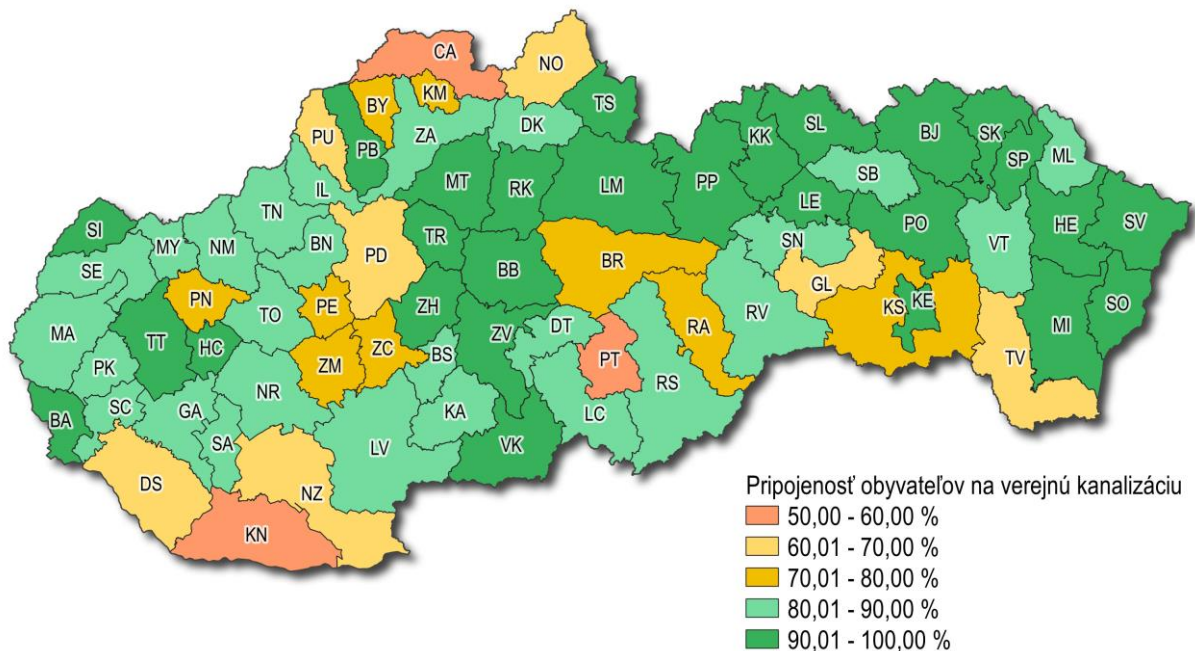 CA
NO
BY
KM
TS
PU
PB
ZA
DK
KK
SL
BJ
SK
SP
ML
IL
MT
RK
LM
PP
SB
LE
TN
SI
MY
NM
BN
PD
TR
BB
BR
SN
PO
VT
HE
SV
SE
PN
TO
PE
ZH
GL
KS
KE
SO
MA
TT
HC
ZM
ZC
BS
ZV
DT
PT
RA
RV
MI
PK
SC
GA
NR
KA
RS
TV
BA
SA
LV
LC
VK
DS
NZ
KN
Pripojenosť obyvateľov na verejnú kanalizáciu
50,00 - 60,00 %
60,01 - 70,00 %
70,01 - 80,00 %
80,01 - 90,00 %
90,01 - 100,00 %